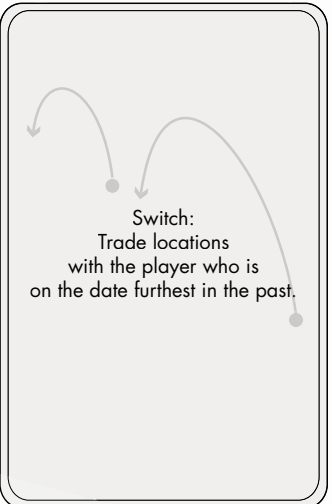 Switch:
Trade locations
with the player who is
on the date furthest in the past.